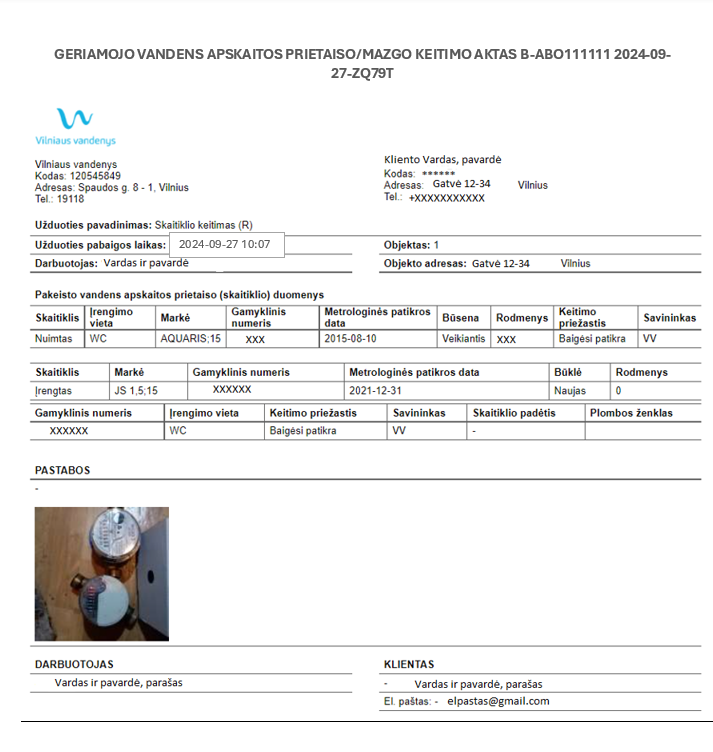 GERIAMOJO VANDENS APSKAITOS PRIETAISO/MAZGO KEITIMO AKTAS B-ABO111111 2024-09-
27-ZQ79T
Vilniaus vandenys
Vilniaus vandenys
Kodas: 120545849
Adresas: Spaudos g. 8 - 1, Vilnius
Tel.: 19118
Kliento Vardas, pavardė
Kodas: ******
Adresas: Gatvė 12-34 Vilnius
Tel.: +XXXXXXXXXXX
Užduoties pavadinimas: Skaitiklio keitimas (R)
Užduoties pabaigos laikas: 2024-09-27 10:07 Objektas: 1
Darbuotojas: Vardas ir pavardė Objekto adresas: Gatvė 12-34 Vilnius
Pakeisto vandens apskaitos prietaiso (skaitiklio) duomenys
Skaitiklis Įrengimo vieta Markė Gamyklinis numeris Metrologinės patikros data Būsena Rodmenys Keitimo priežastis Savininkas
Nuimtas WC AQUARIS;15 XXX 2015-08-10 Veikiantis XXX Baigėsi patikra VV
Skaitiklis Markė Gamyklinis numeris Metrologinės patikros data Būklė Rodmenys
Įrengtas JS 1,5;15 XXXXXX 2021-12-31 Naujas 0
Gamyklinis numeris Įrengimo vieta Keitimo priežastis Savininkas Skaitiklio padėtis Plombos ženklas
XXXXXX WC Baigėsi patikra VV -
PASTABOS
-
DARBUOTOJAS KLIENTAS
Vardas ir pavardė, parašas - Vardas ir pavardė, parašas
El. paštas: - elpastas@gmail.com